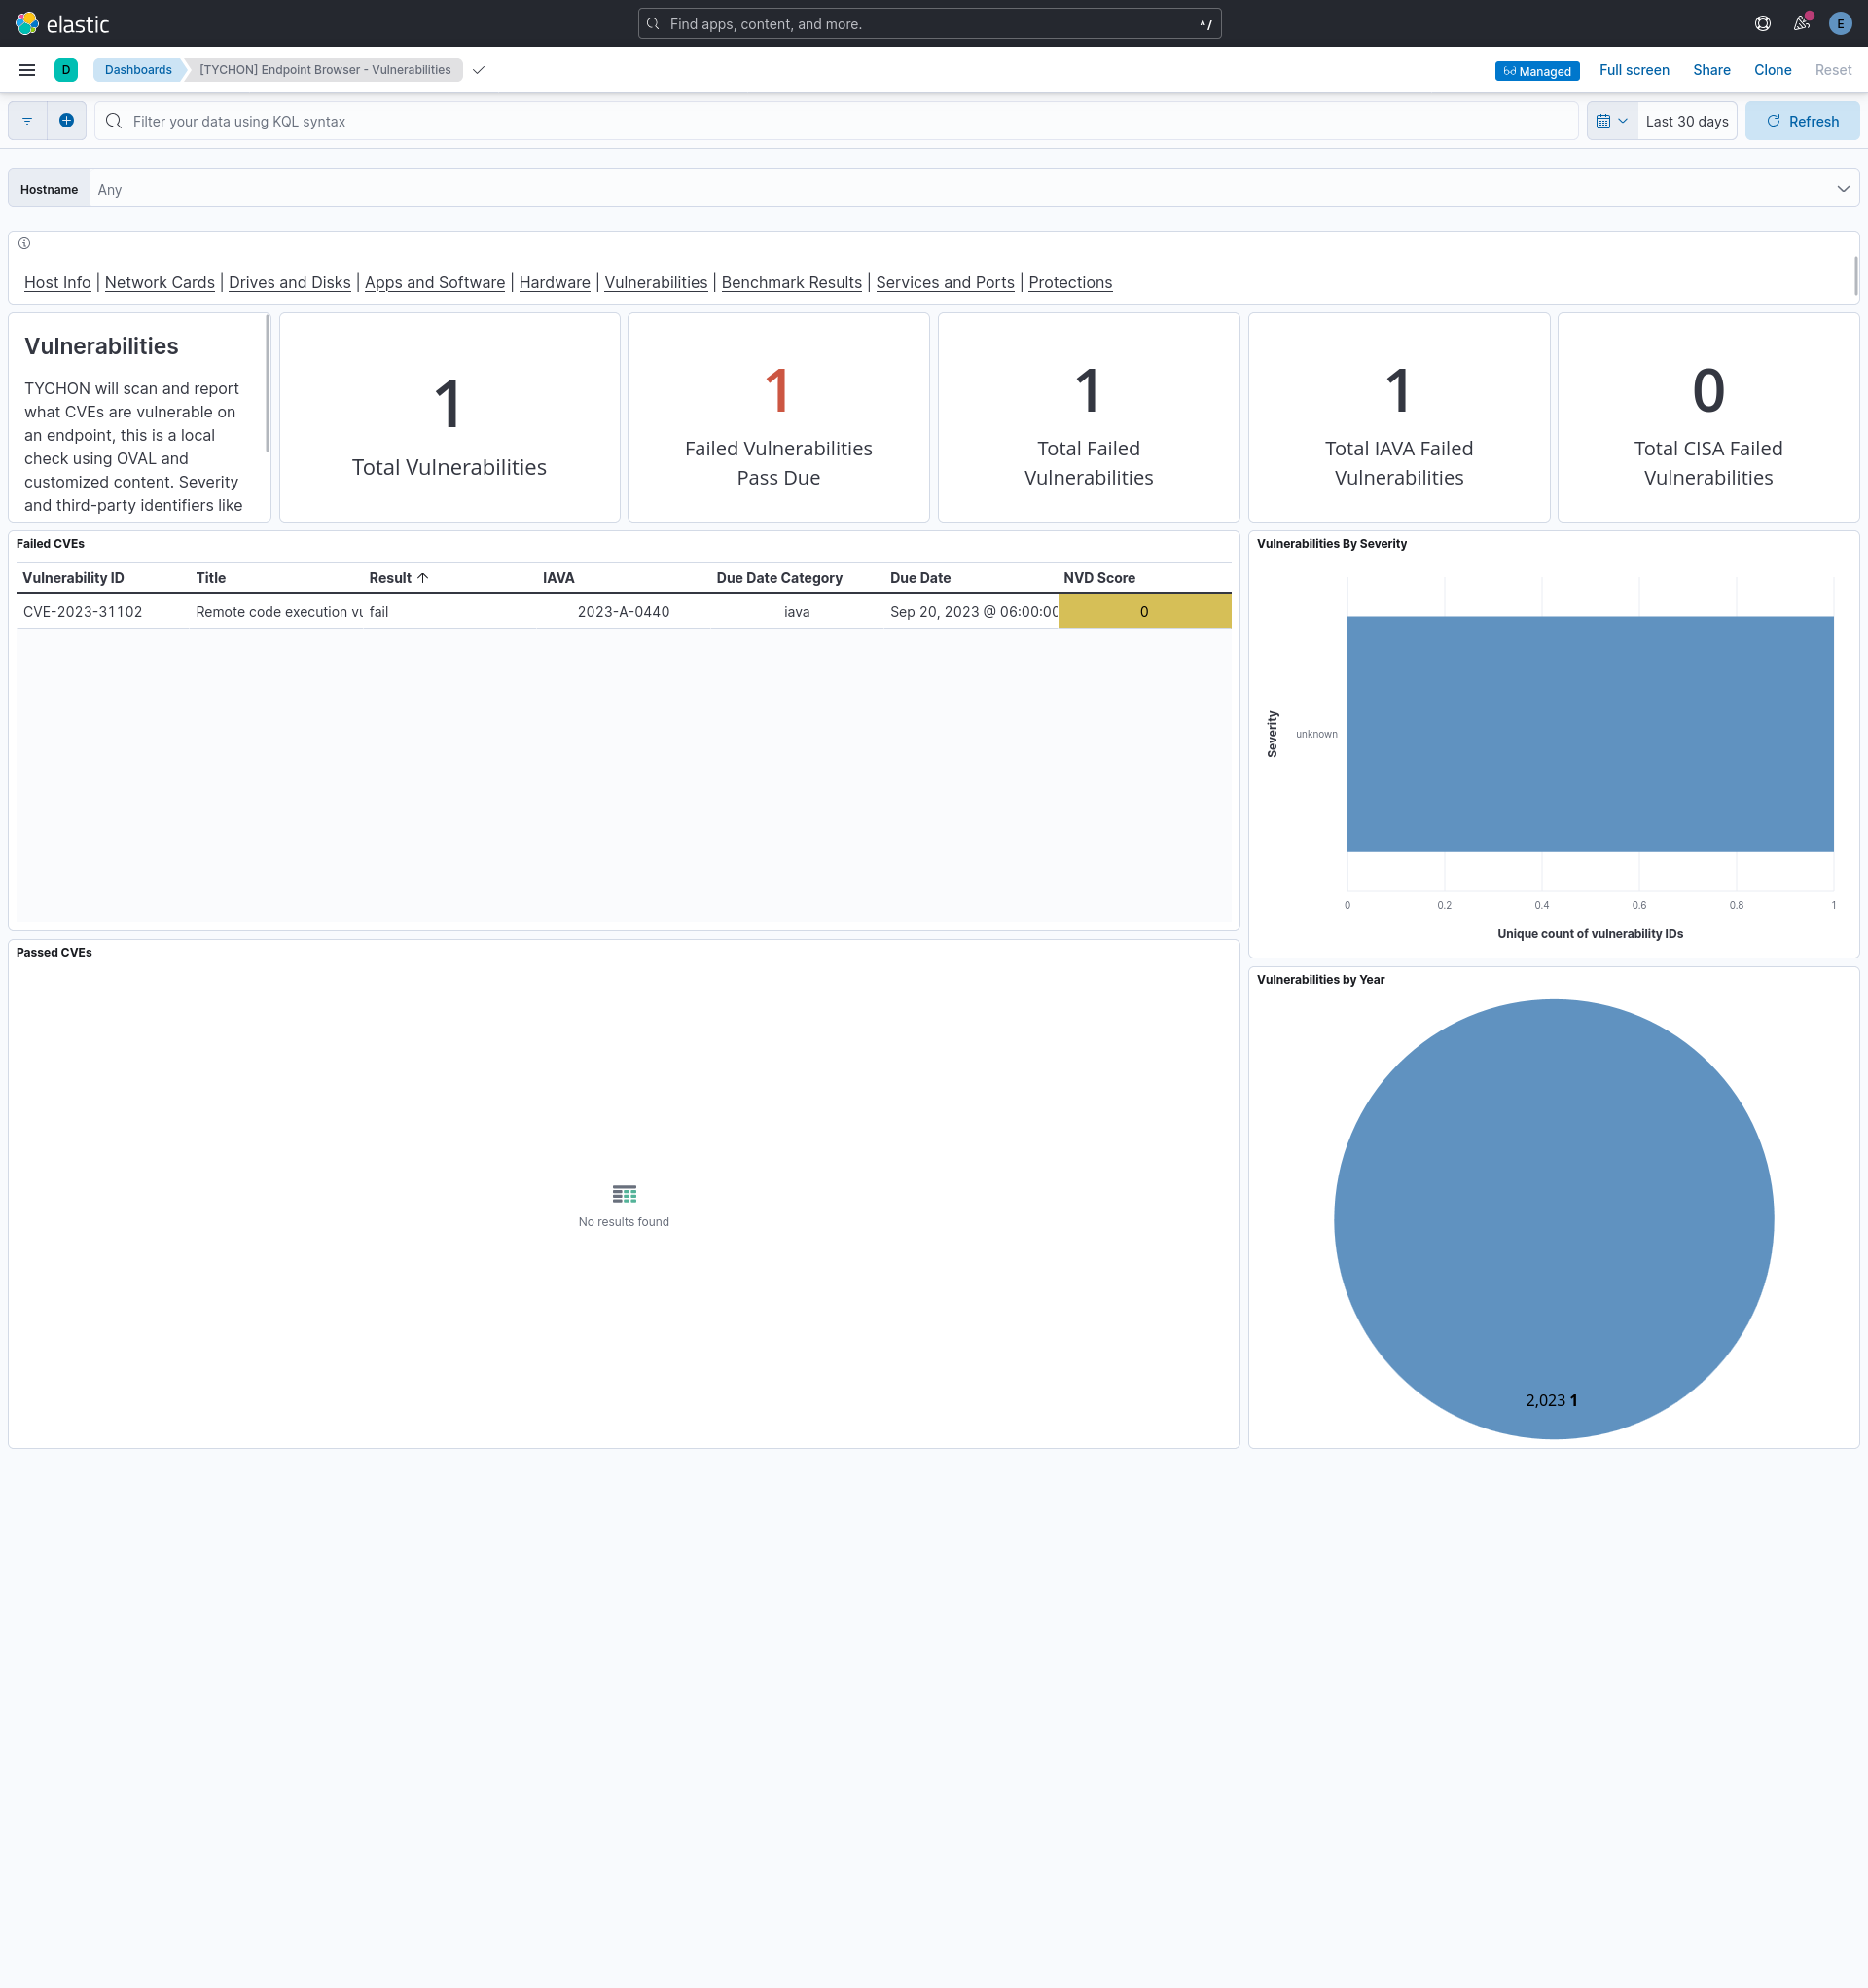 elastic
Find apps, content, and more.
^/
E
D
Dashboards
[TYCHON] Endpoint Browser - Vulnerabilities
Managed
Full screen
Share
Clone
Reset
Filter your data using KQL syntax
Last 30 days
Refresh
Hostname
Any
Host Info | Network Cards | Drives and Disks | Apps and Software | Hardware | Vulnerabilities | Benchmark Results | Services and Ports | Protections
Vulnerabilities
TYCHON will scan and report
what CVEs are vulnerable on
an endpoint, this is a local
check using OVAL and
customized content. Severity
and third-party identifiers like
1
Total Vulnerabilities
1
Failed Vulnerabilities
Pass Due
1
Total Failed
Vulnerabilities
1
Total IAVA Failed
Vulnerabilities
0
Total CISA Failed
Vulnerabilities
Failed CVEs
Vulnerability ID Title Result IAVA Due Date Category Due Date NVD Score
CVE-2023-31102 Remote code execution vu fail 2023-A-0440 iava Sep 20, 2023 @ 06:00:00 0
Vulnerabilities By Severity
Severity
unknown
0 0.2 0.4 0.6 0.8 1
Unique count of vulnerability IDs
Passed CVEs
No results found
Vulnerabilities by Year
2,023 1